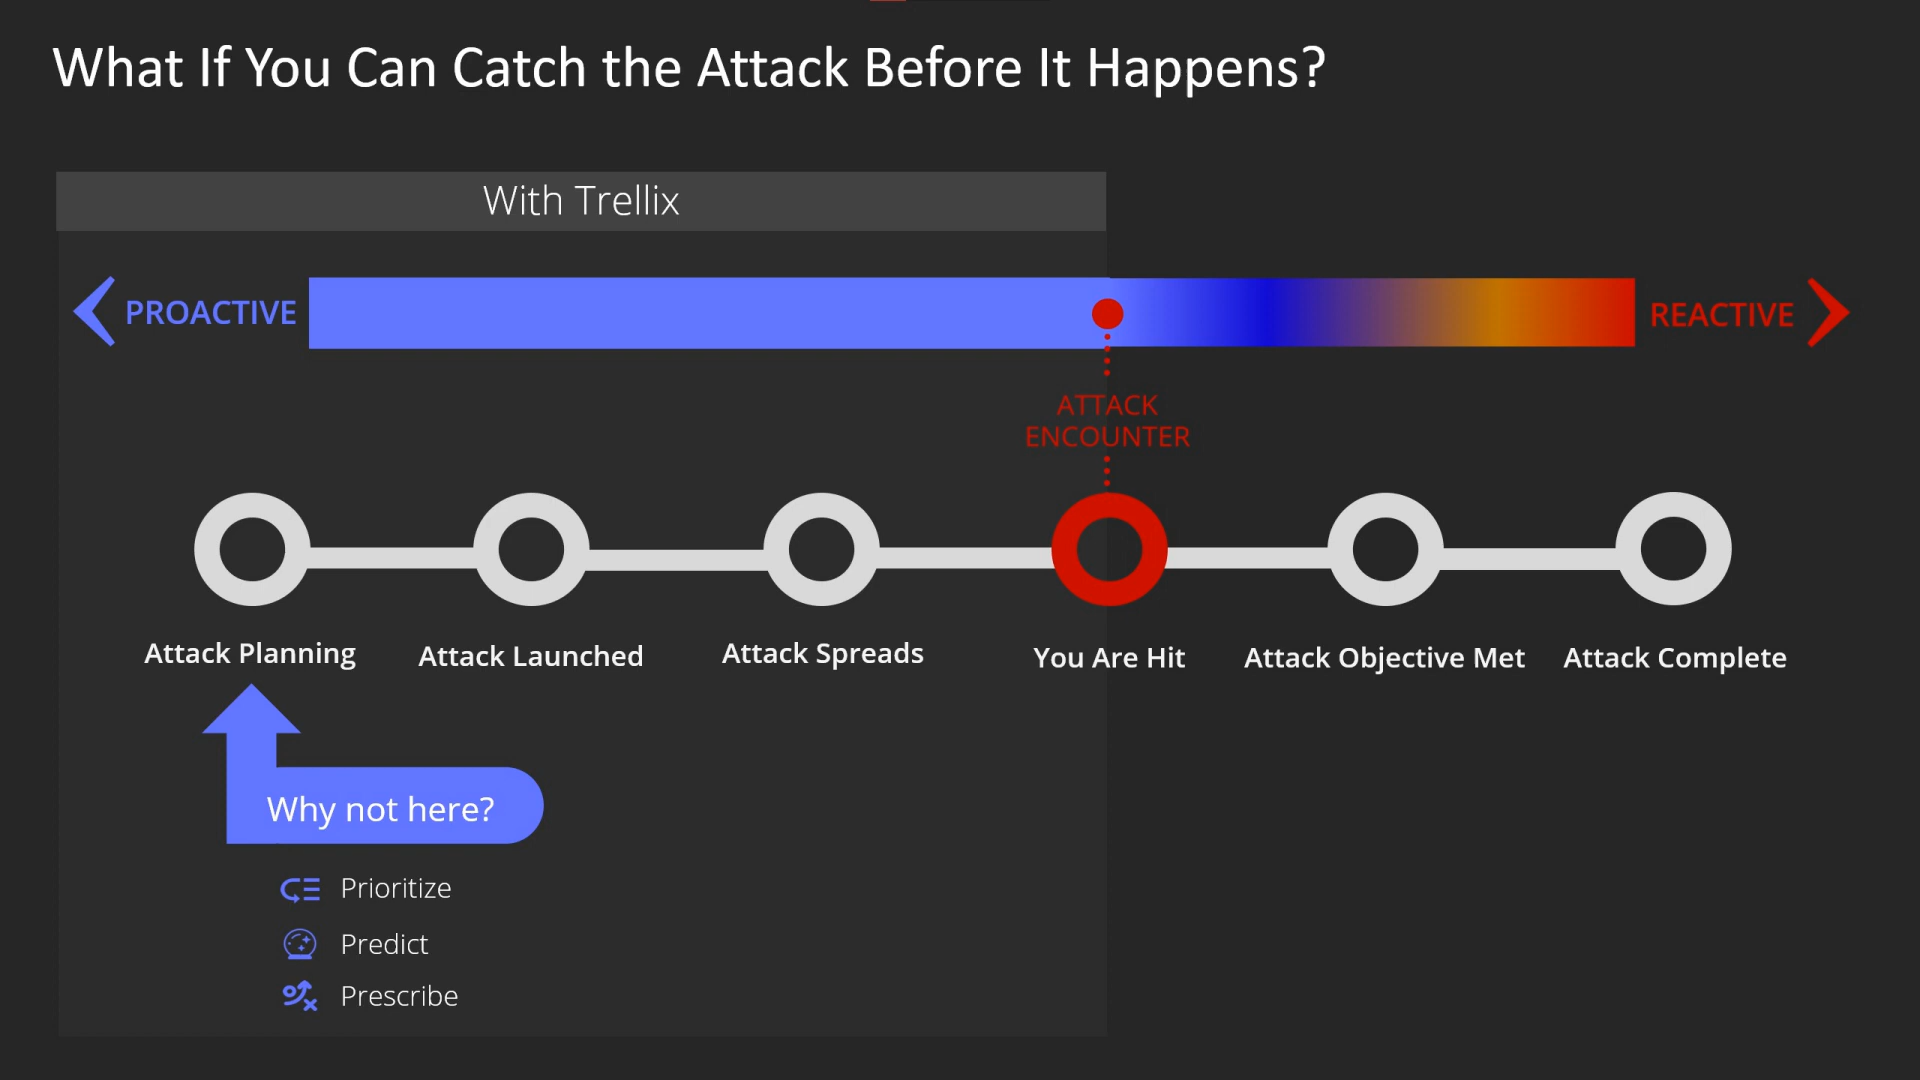 What If You Can Catch the Attack Before It Happens?
With Trellix
PROACTIVE
REACTIVE
ATTACK
ENCOUNTER
Attack Planning
Attack Launched
Attack Spreads
You Are Hit
Attack Objective Met
Attack Complete
Why not here?
Prioritize
Predict
Prescribe